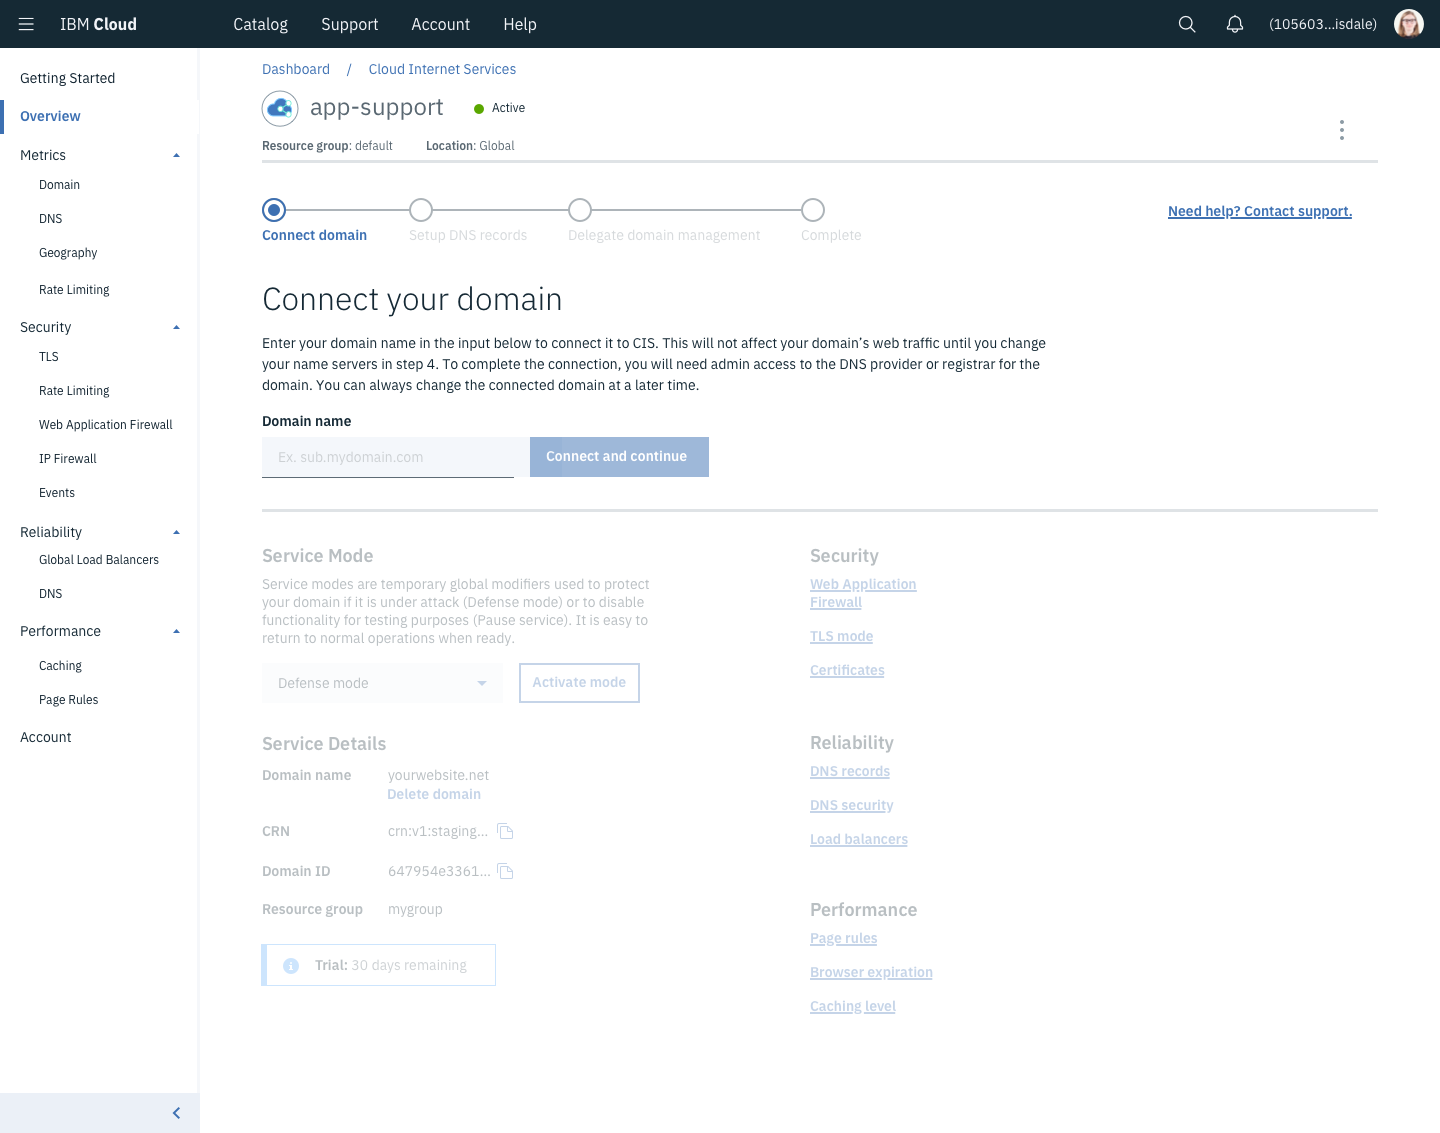 IBM Cloud
Catalog
Support
Account
Help
(105603...isdale)
Getting Started
Overview
Metrics
Domain
DNS
Geography
Rate Limiting
Security
TLS
Rate Limiting
Web Application Firewall
IP Firewall
Events
Reliability
Global Load Balancers
DNS
Performance
Caching
Page Rules
Account
Dashboard / Cloud Internet Services
app-support
Active
Resource group: default
Location: Global
Connect domain
Setup DNS records
Delegate domain management
Complete
Need help? Contact support.
Connect your domain
Enter your domain name in the input below to connect it to CIS. This will not affect your domain's web traffic until you change
your name servers in step 4. To complete the connection, you will need admin access to the DNS provider or registrar for the
domain. You can always change the connected domain at a later time.
Domain name
Ex. sub.mydomain.com
Connect and continue
Service Mode
Service modes are temporary global modifiers used to protect
your domain if it is under attack (Defense mode) or to disable
functionality for testing purposes (Pause service). It is easy to
return to normal operations when ready.
Defense mode
Activate mode
Service Details
Domain name
yourwebsite.net
Delete domain
CRN
crn:v1:staging...
Domain ID
647954e3361...
Resource group
mygroup
Trial: 30 days remaining
Security
Web Application
Firewall
TLS mode
Certificates
Reliability
DNS records
DNS security
Load balancers
Performance
Page rules
Browser expiration
Caching level